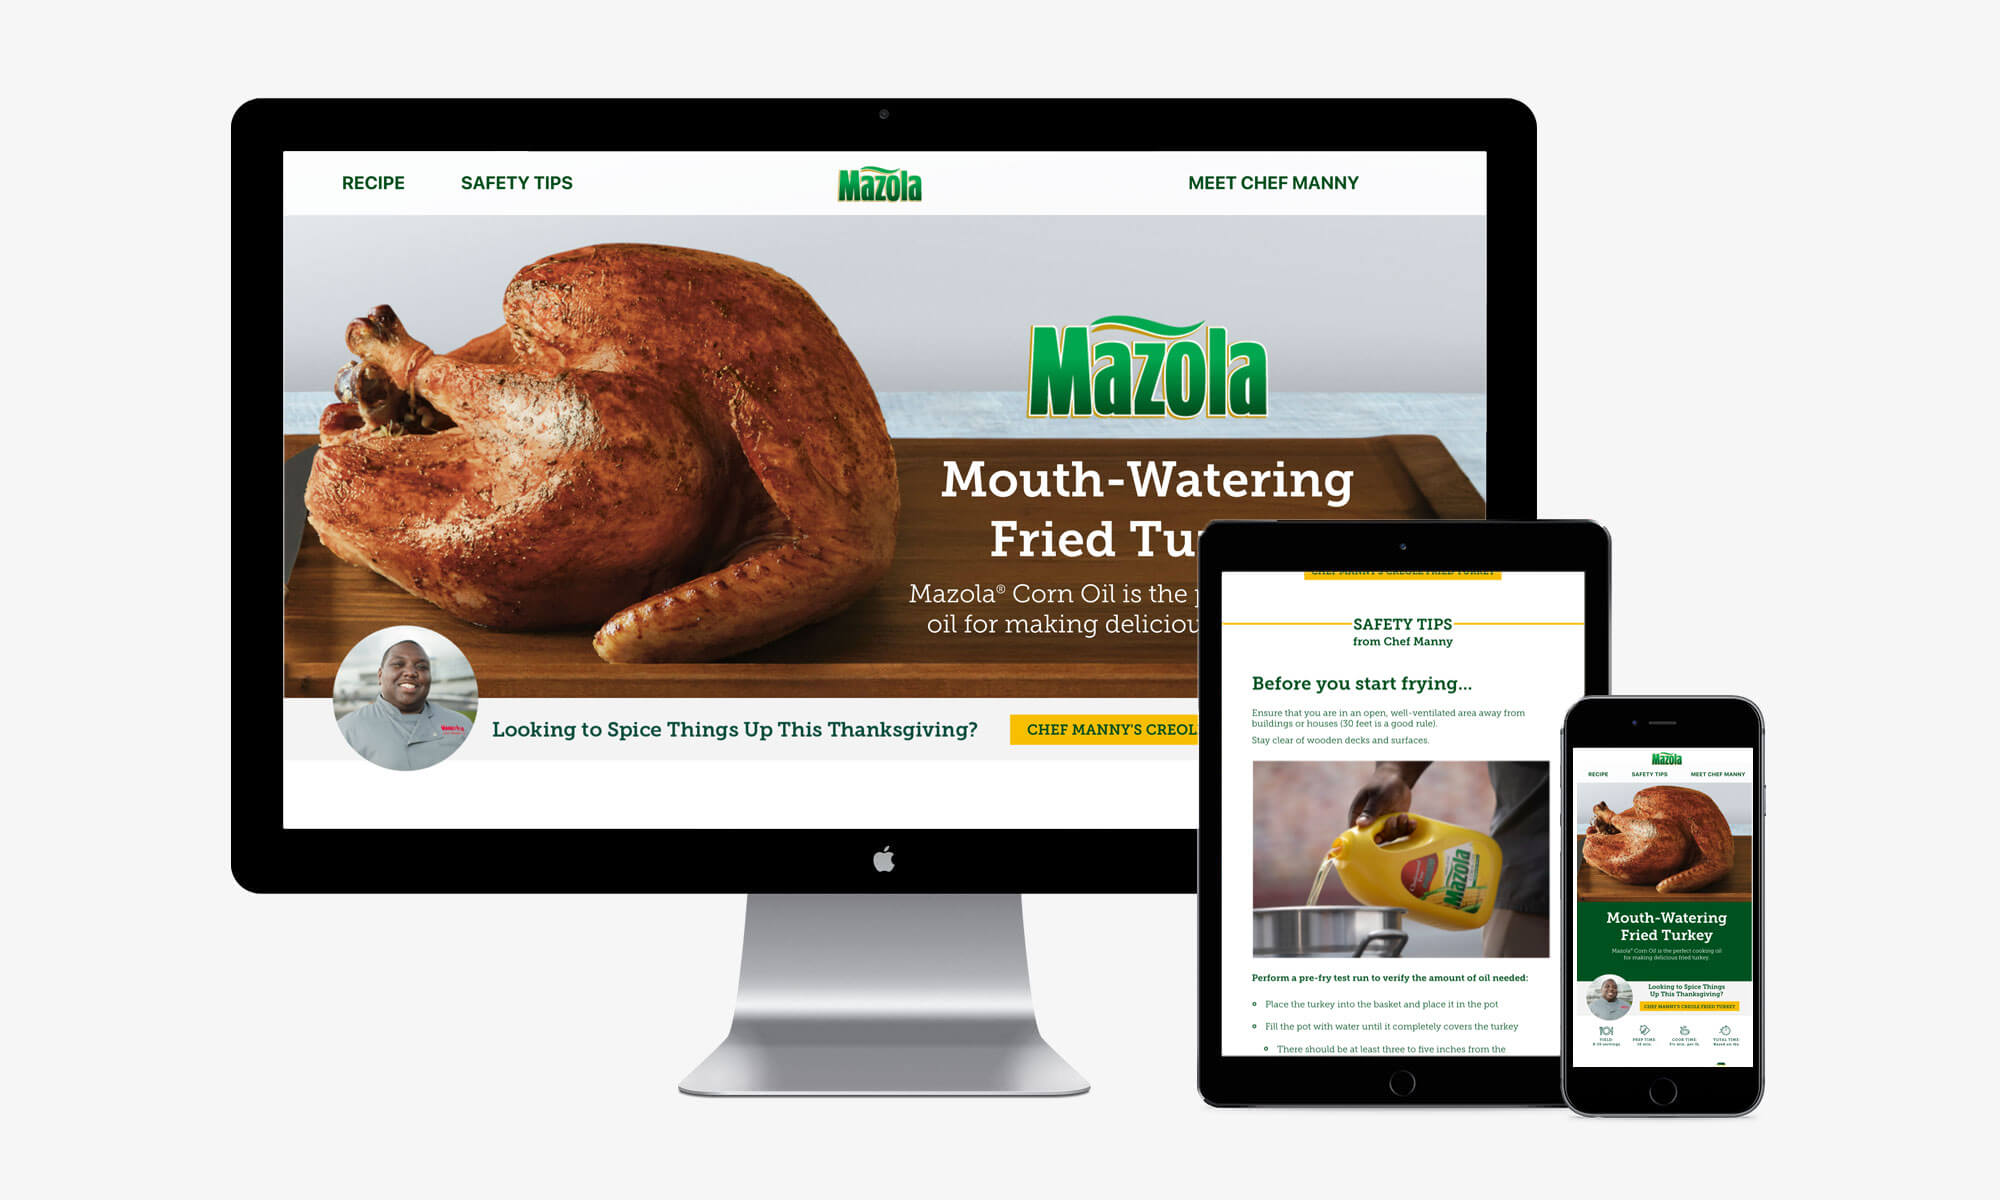 RECIPE SAFETY TIPS Mazola MEET CHEF MANNY
Mazola
Mouth-Watering
Fried Tu
Mazola® Corn Oil is the
oil for making deliciou
Looking to Spice Things Up This Thanksgiving? CHEF MANNY'S CREOL
CHEF MANNY'S CREOLE FRIED TURKEY
SAFETY TIPS
from Chef Manny
Before you start frying...
Ensure that you are in an open, well-ventilated area away from
buildings or houses (30 feet is a good rule).
Stay clear of wooden decks and surfaces.
Mazola
Perform a pre-fry test run to verify the amount of oil needed:
Place the turkey into the basket and place it in the pot
Fill the pot with water until it completely covers the turkey
There should be at least three to five inches from the
Mazola
RECIPE SAFETY TIPS MEET CHEF MANNY
Mouth-Watering
Fried Turkey
Mazola® Corn Oil is the perfect cooking oil
for making delicious fried turkey.
Looking to Spice Things
Up This Thanksgiving?
CHEF MANNY'S CREOLE FRIED TURKEY
YIELD PREP TIME COOK TIME TOTAL TIME